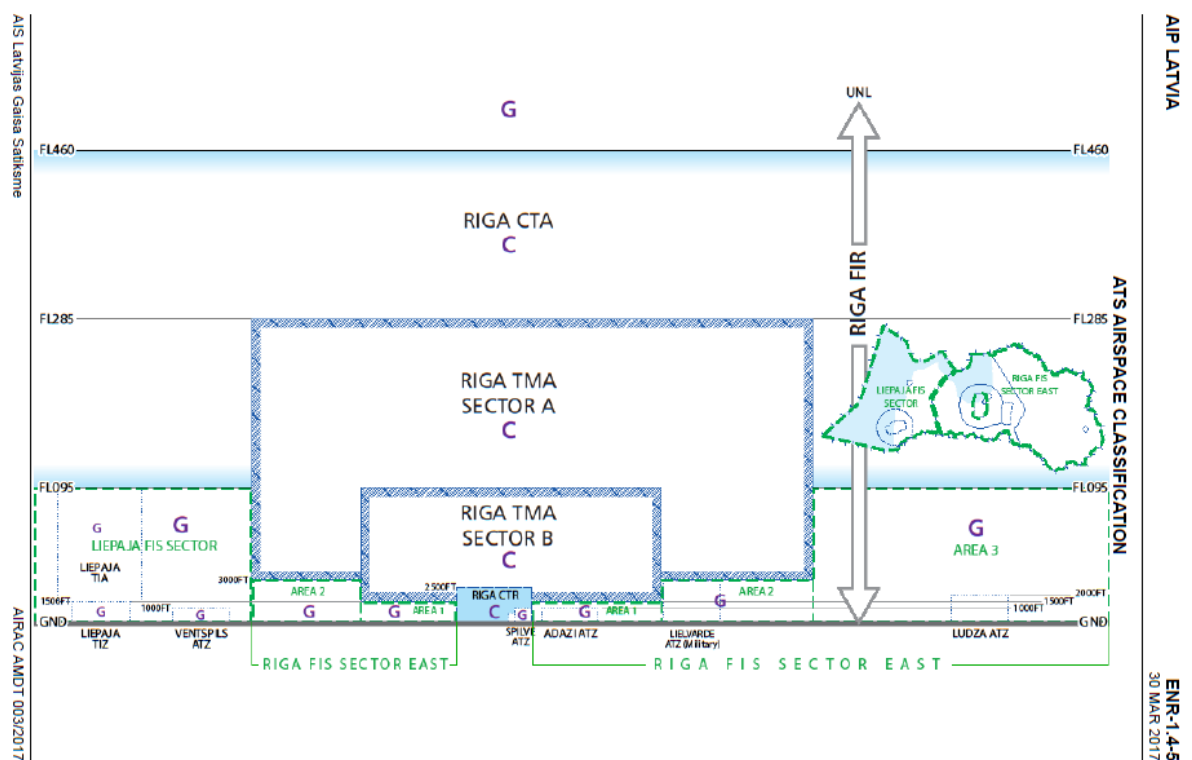 AIP LATVIA
ENR-1.4-5
30 MAR 2017
ATS AIRSPACE CLASSIFICATION
AIS Latvijas Gaisa Satiksme
AIRAC AMDT 003/2017
G
UNL
FL460
FL460
RIGA CTA
C
RIGA FIR
FL285
FL285
RIGA TMA
SECTOR A
C
LIEPAJA FIS
SECTOR
RIGA FIS
SECTOR EAST
FL095
FL095
RIGA TMA
SECTOR B
C
G
G
LIEPAJA FIS SECTOR
LIEPAJA
TIA
G
AREA 3
3000FT
2500FT
AREA 2
RIGA CTR
AREA 2
2000FT
1506FT
1500FT
1000FT
1000FT
G
G
G
G
AREA 1
C
G
G
AREA 1
G
GND
GND
LIEPAJA
TIZ
VENTSPILS
ATZ
SPILVE
ATZ
ADAZI ATZ
LIELVARDE
ATZ (Military)
LUDZA ATZ
RIGA FIS SECTOR EAST
RIGA FIS SECTOR EAST